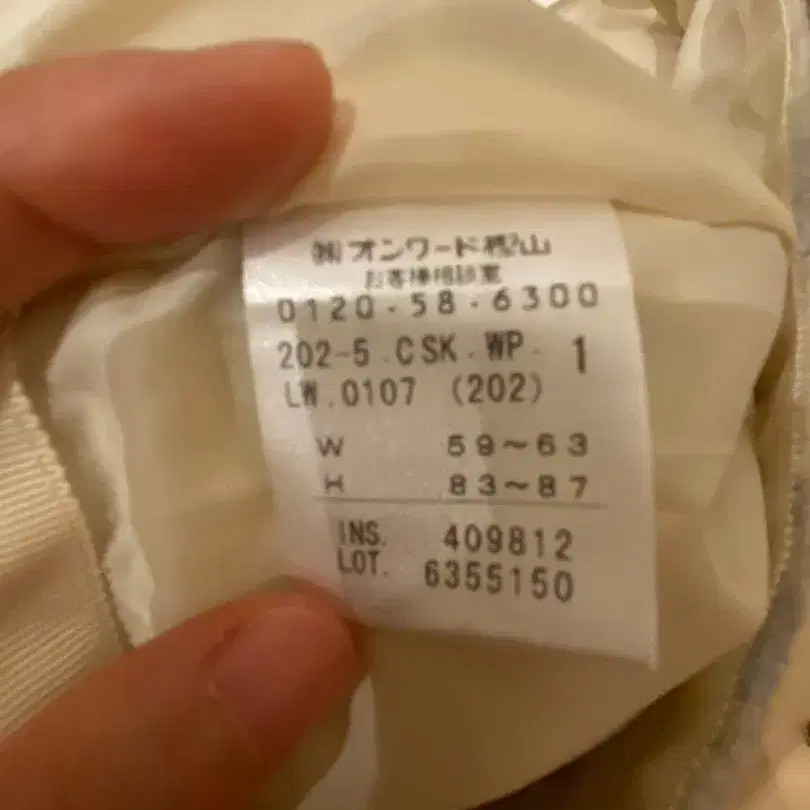 ㈱オンワード樫山
お客様相談室
0120・58・6300
202-5.CSK.WP. 1
LW.0107 (202)
W 59〜63
H 83〜87
INS. 409812
LOT. 6355150